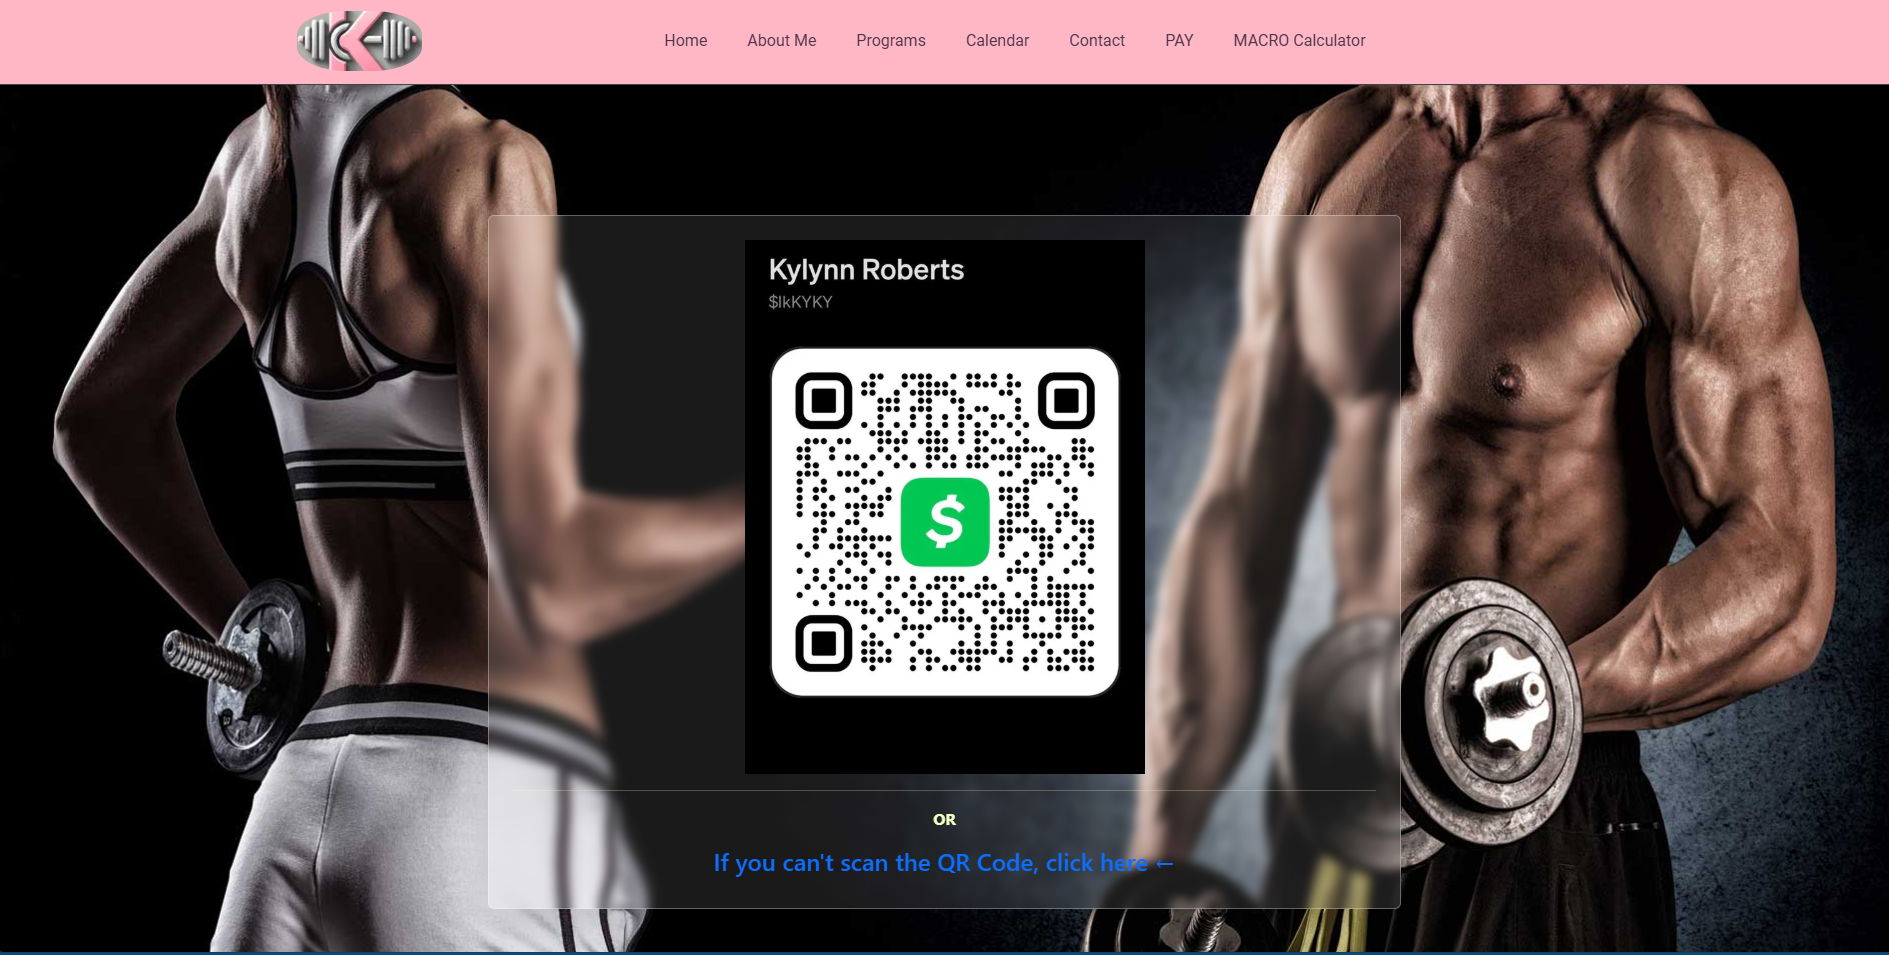 Home About Me Programs Calendar Contact PAY MACRO Calculator
Kylynn Roberts
$IkKYKY
$
OR
If you can't scan the QR Code, click here ←